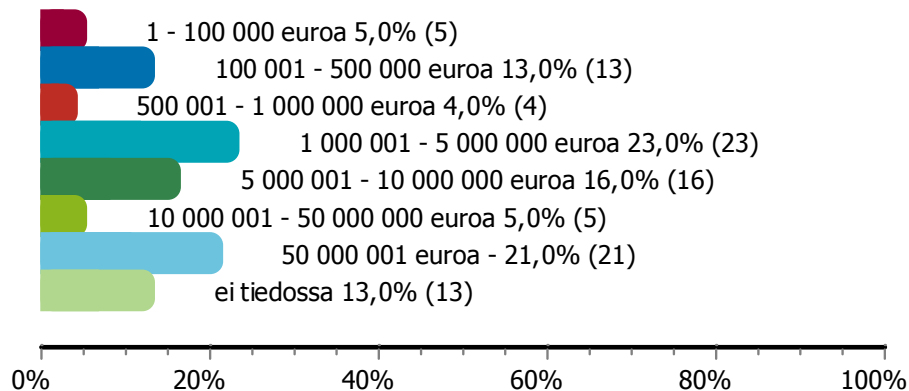 1 - 100 000 euroa 5,0% (5)
100 001 - 500 000 euroa 13,0% (13)
500 001 - 1 000 000 euroa 4,0% (4)
1 000 001 - 5 000 000 euroa 23,0% (23)
5 000 001 - 10 000 000 euroa 16,0% (16)
10 000 001 - 50 000 000 euroa 5,0% (5)
50 000 001 euroa - 21,0% (21)
ei tiedossa 13,0% (13)
0% 20% 40% 60% 80% 100%